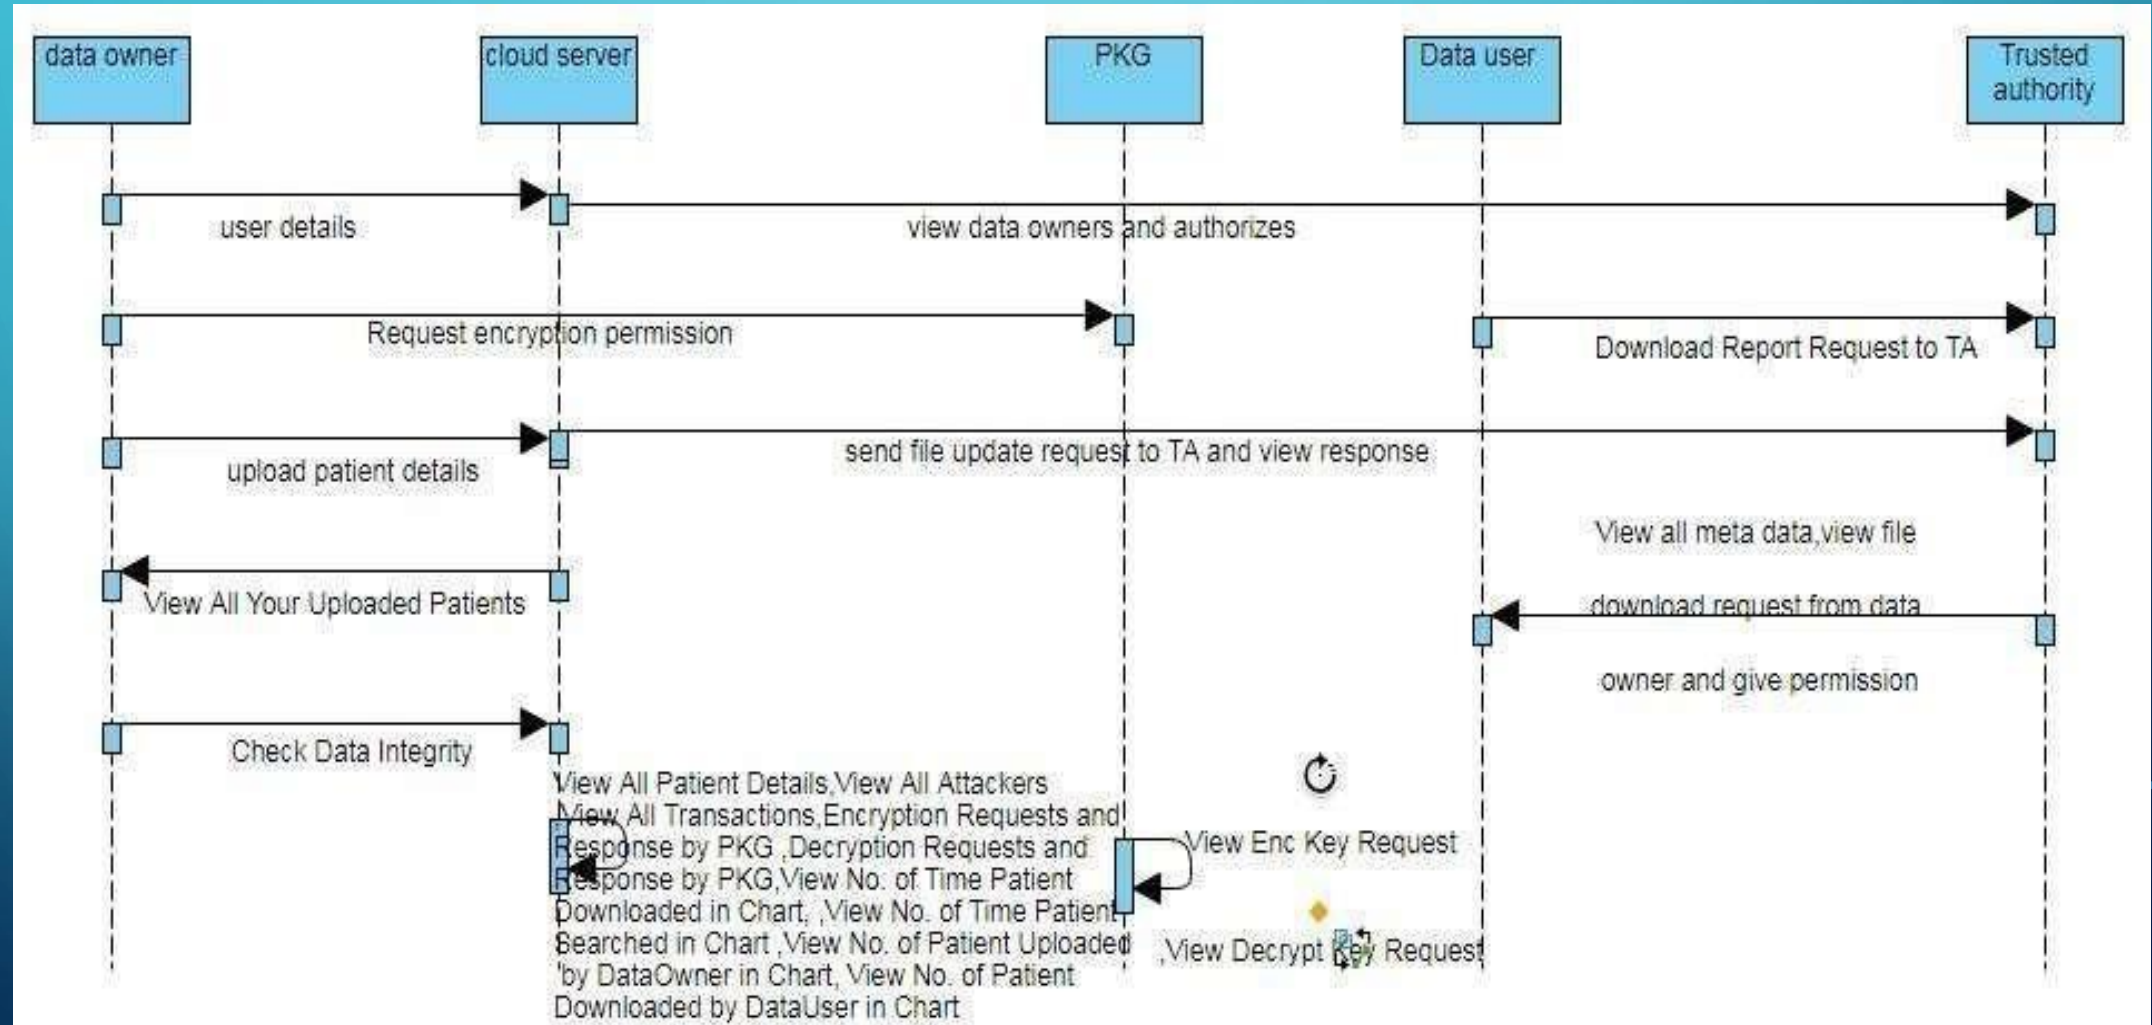 data owner
cloud server
PKG
Data user
Trusted
authority
user details
view data owners and authorizes
Request encryption permission
Download Report Request to TA
upload patient details
send file update request to TA and view response
View all meta data,view file
download request from data
owner and give permission
View All Your Uploaded Patients
Check Data Integrity
View All Patient Details,View All Attackers
,View All Transactions,Encryption Requests and
Response by PKG ,Decryption Requests and
Response by PKG,View No. of Time Patient
Downloaded in Chart, ,View No. of Time Patient
Searched in Chart ,View No. of Patient Uploaded
'by DataOwner in Chart, View No. of Patient
Downloaded by DataUser in Chart
View Enc Key Request
,View Decrypt Key Request